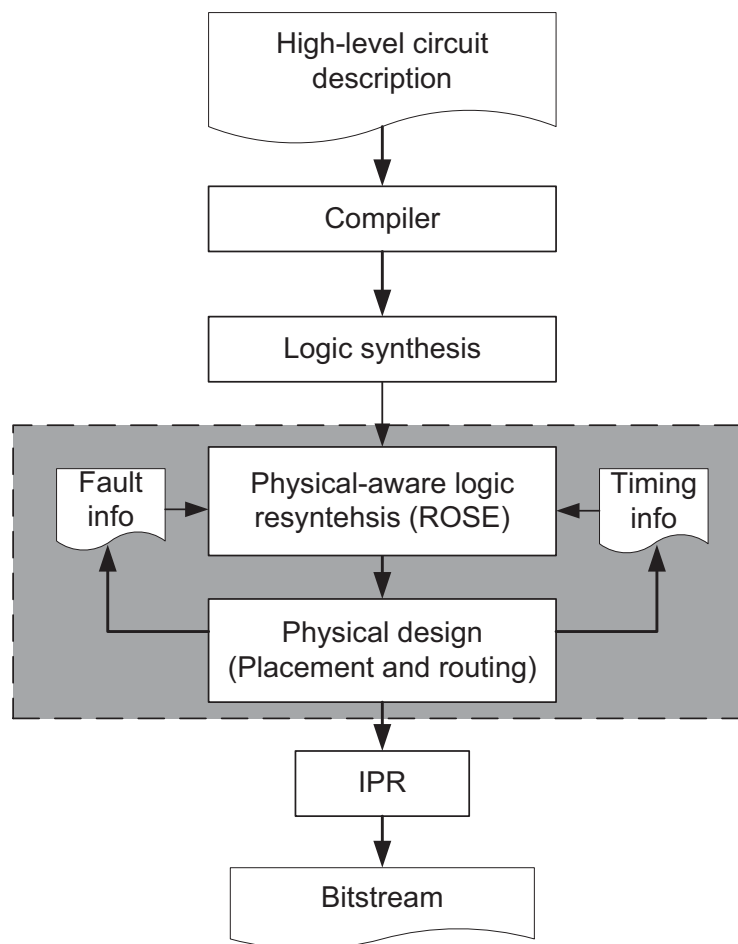 High-level circuit
description
Compiler
Logic synthesis
Fault
info
Physical-aware logic
resyntehsis (ROSE)
Timing
info
Physical design
(Placement and routing)
IPR
Bitstream